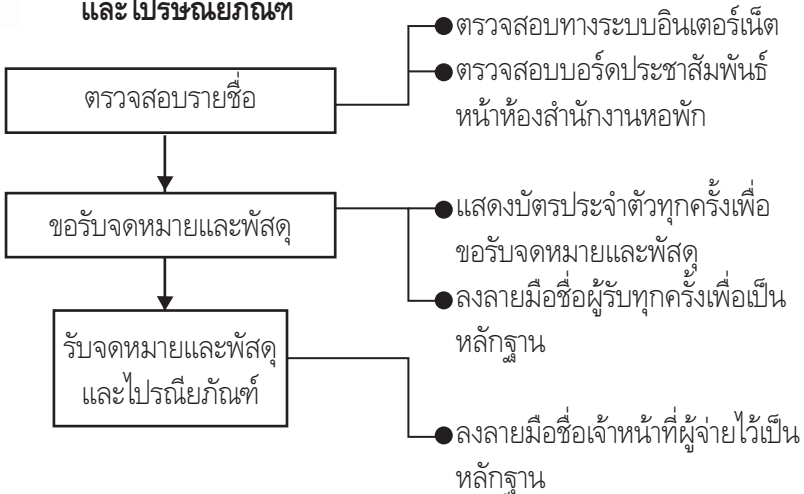 และไปรษณียภัณฑ์
ตรวจสอบรายชื่อ
ตรวจสอบทางระบบอินเตอร์เน็ต
ตรวจสอบบอร์ดประชาสัมพันธ์
หน้าห้องสำนักงานหอพัก
ขอรับจดหมายและพัสดุ
แสดงบัตรประจำตัวทุกครั้งเพื่อ
ขอรับจดหมายและพัสดุ
ลงลายมือชื่อผู้รับทุกครั้งเพื่อเป็น
หลักฐาน
รับจดหมายและพัสดุ
และไปรณียภัณฑ์
ลงลายมือชื่อเจ้าหน้าที่ผู้จ่ายไว้เป็น
หลักฐาน